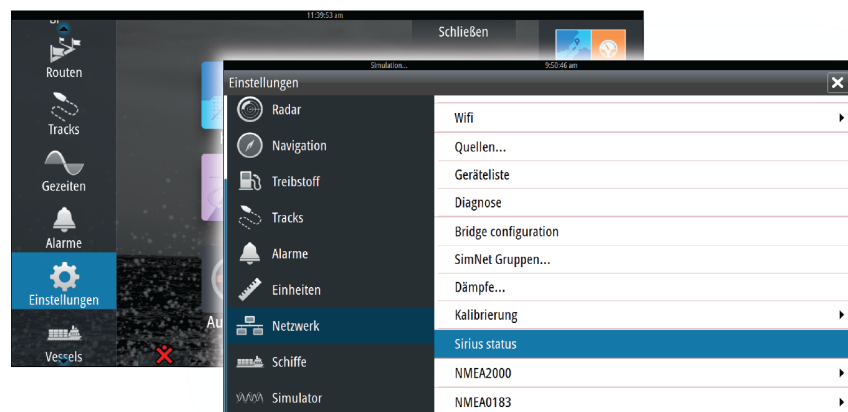 11:39:53 am
Schließen
Routen
Tracks
Gezeiten
Alarme
Einstellungen
Vessels
Au
Simulation...
9:50:46 am
Einstellungen
Radar
Navigation
Treibstoff
Tracks
Alarme
Einheiten
Netzwerk
Schiffe
Simulator
Wifi
Quellen...
Geräteliste
Diagnose
Bridge configuration
SimNet Gruppen...
Dämpfe...
Kalibrierung
Sirius status
NMEA2000
NMEA0183